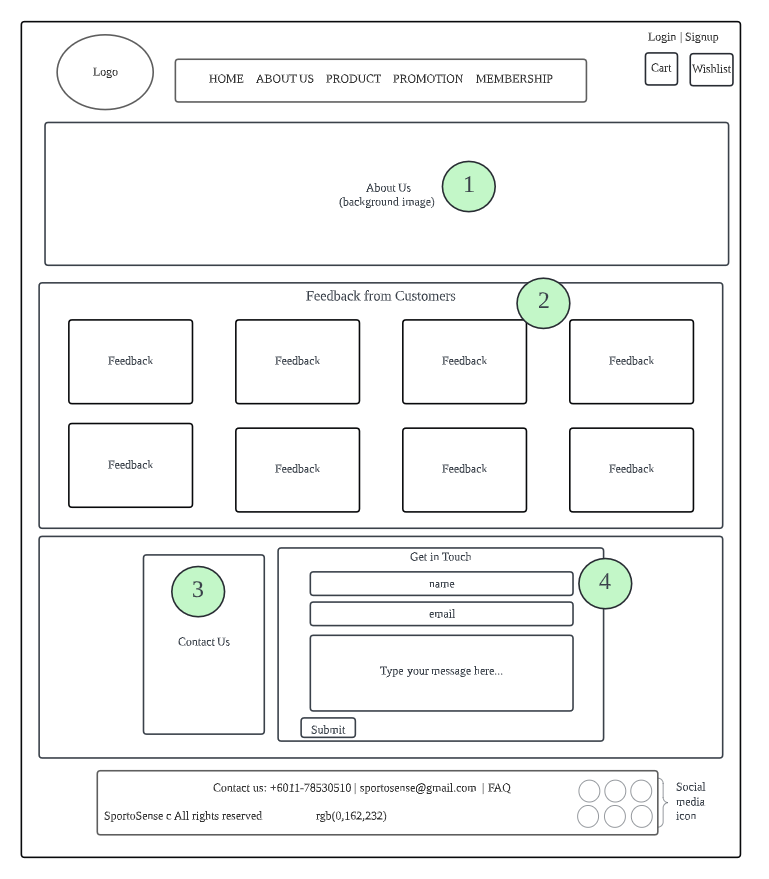 Login | Signup
Logo
HOME ABOUT US PRODUCT PROMOTION MEMBERSHIP
Cart
Wishlist
About Us
(background image)
1
Feedback from Customers
2
Feedback
Feedback
Feedback
Feedback
Feedback
Feedback
Feedback
Feedback
3
Contact Us
Get in Touch
4
name
email
Type your message here...
Submit
Contact us: +6011-78530510 | sportosense@gmail.com | FAQ
SportoSense c All rights reserved
rgb(0,162,232)
Social
media
icon